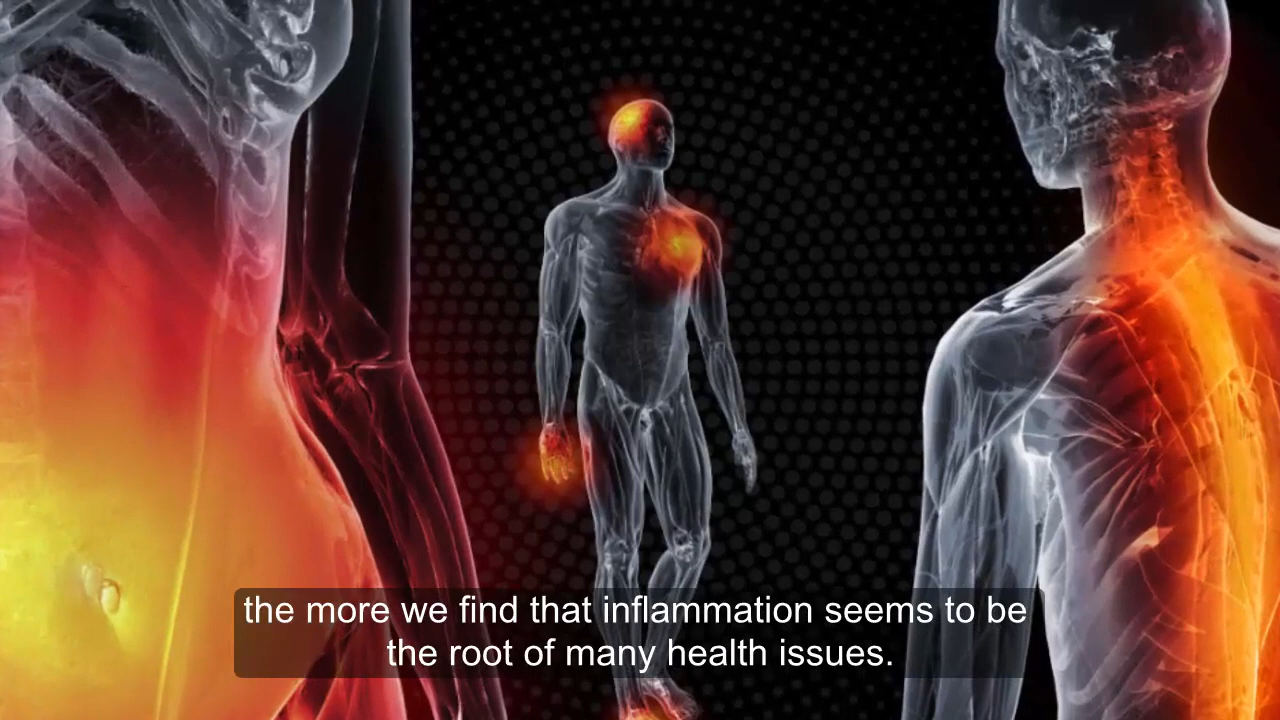 the more we find that inflammation seems to be
the root of many health issues.